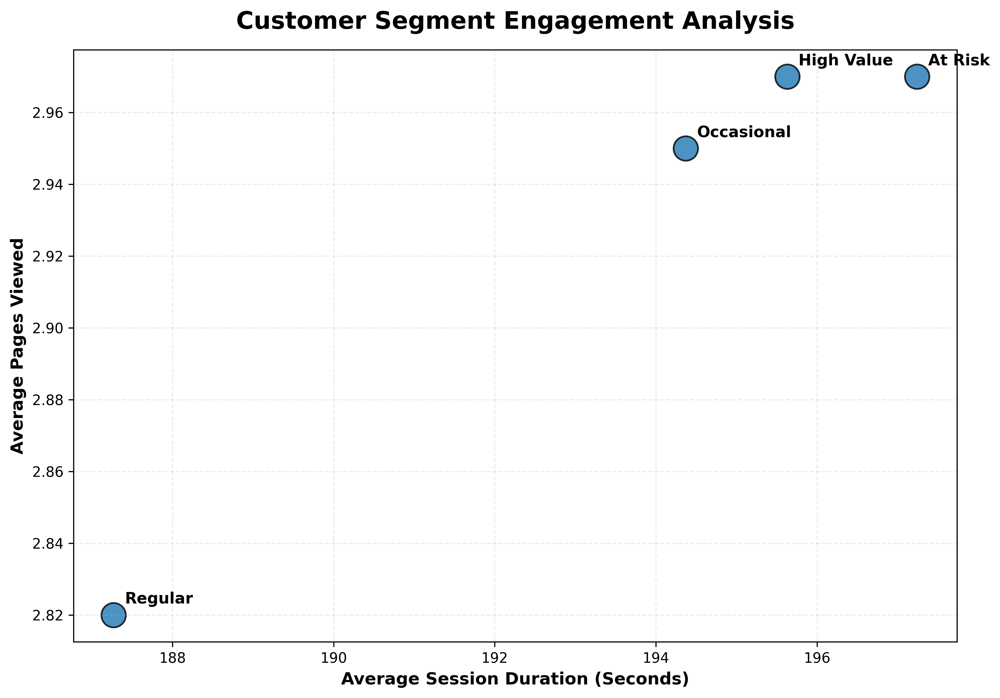 Customer Segment Engagement Analysis
High Value
At Risk
2.96
Occasional
2.94
2.92
2.90
2.88
2.86
2.84
Regular
2.82
Average Pages Viewed
188
190
192
194
196
Average Session Duration (Seconds)